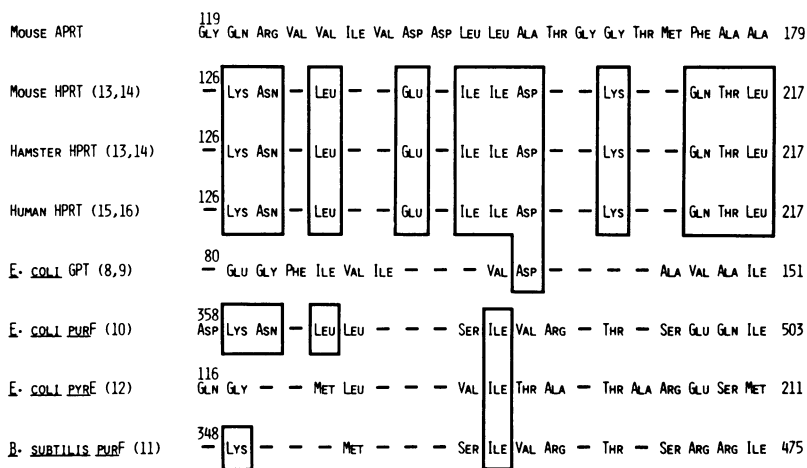 119
MOUSE APRT GLY GLN ARG VAL VAL ILE VAL ASP ASP LEU LEU ALA THR GLY GLY THR MET PHE ALA ALA 179
126
MOUSE HPRT (13,14) — LYS ASN — LEU — — GLU — ILE ILE ASP — — LYS — — GLN THR LEU 217
126
HAMSTER HPRT (13,14) — LYS ASN — LEU — — GLU — ILE ILE ASP — — LYS — — GLN THR LEU 217
126
HUMAN HPRT (15,16) — LYS ASN — LEU — — GLU — ILE ILE ASP — — LYS — — GLN THR LEU 217
80
E. COLI GPT (8,9) — GLU GLY PHE ILE VAL ILE — — — VAL ASP — — — — ALA VAL ALA ILE 151
358
E. COLI PURF (10) ASP LYS ASN — LEU LEU — — — SER ILE VAL ARG — THR — SER GLU GLN ILE 503
116
E. COLI PYRE (12) GLN GLY — — MET LEU — — — VAL ILE THR ALA — THR ALA ARG GLU SER MET 211
348
B. SUBTILIS PURF (11) — LYS — — — MET — — — SER ILE VAL ARG — THR — SER ARG ARG ILE 475